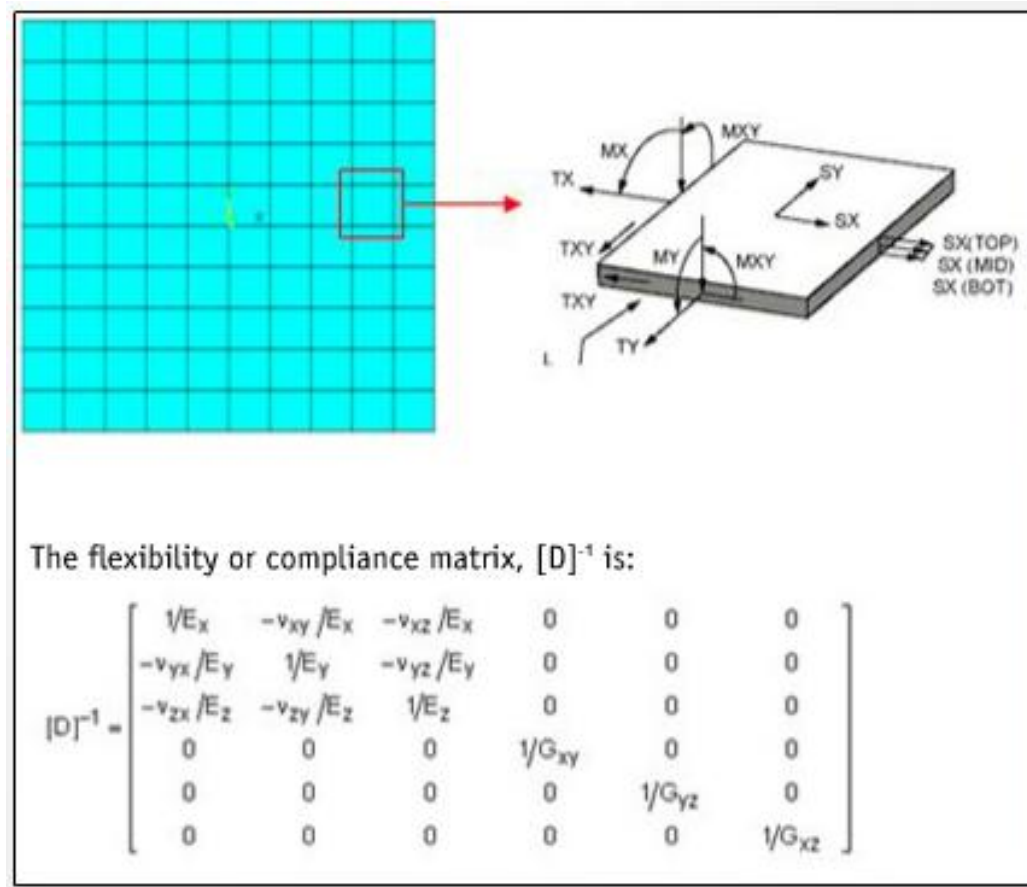 MXY
MX
TX
SY
SX
TXY
MY
MXY
SX(TOP)
SX (MID)
SX (BOT)
TXY
TY
The flexibility or compliance matrix, [D]⁻¹ is:
[D]⁻¹ =
1/Eₓ -νxy /Eₓ -νxz /Eₓ 0 0 0
-νyx /Ey 1/Ey -νyz /Ey 0 0 0
-νzx /Ez -νzy /Ez 1/Ez 0 0 0
0 0 0 1/Gxy 0 0
0 0 0 0 1/Gyz 0
0 0 0 0 0 1/Gxz